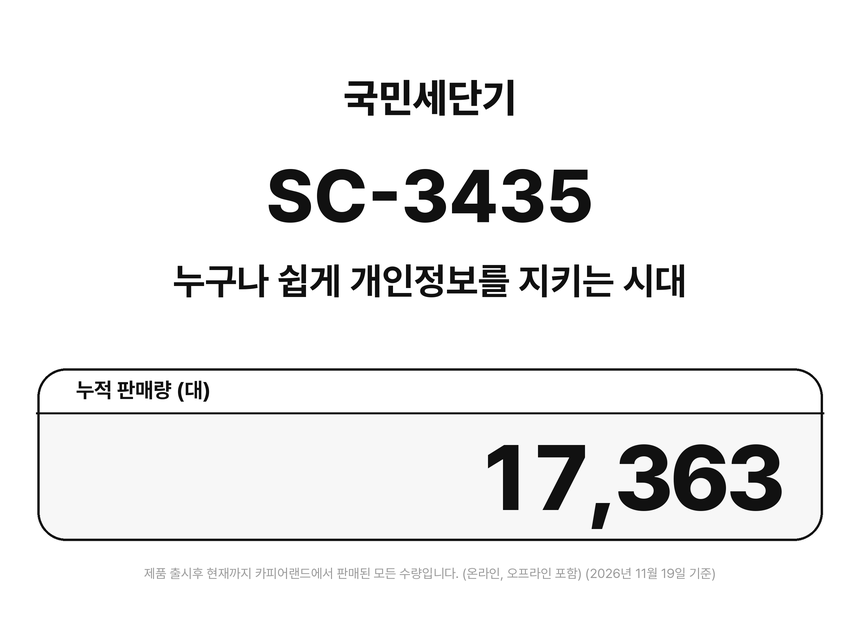 국민세단기
SC-3435
누구나 쉽게 개인정보를 지키는 시대
누적 판매량 (대)
17,363
제품 출시후 현재까지 카피어랜드에서 판매된 모든 수량입니다. (온라인, 오프라인 포함) (2026년 11월 19일 기준)